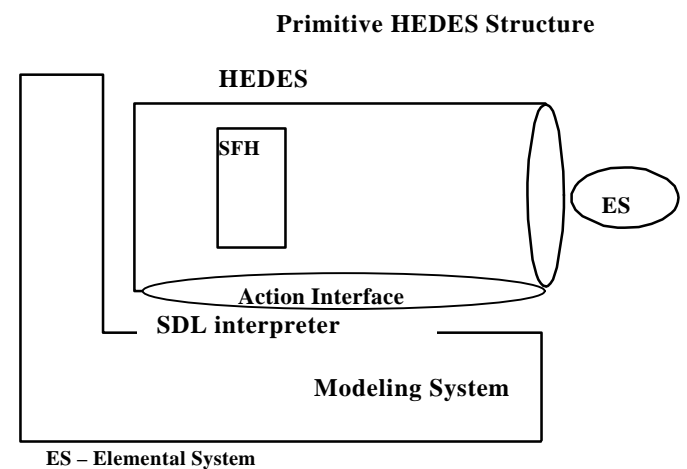 Primitive HEDES Structure
HEDES
SFH
ES
Action Interface
SDL interpreter
Modeling System
ES – Elemental System